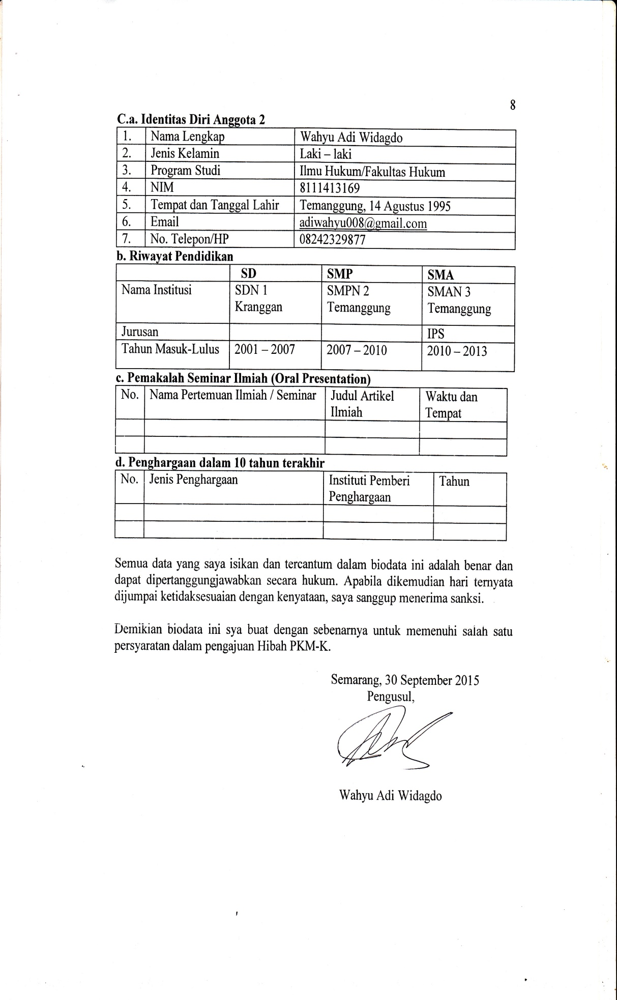 8
C.a. Identitas Diri Anggota 2
1. Nama Lengkap Wahyu Adi Widagdo
2. Jenis Kelamin Laki – laki
3. Program Studi Ilmu Hukum/Fakultas Hukum
4. NIM 8111413169
5. Tempat dan Tanggal Lahir Temanggung, 14 Agustus 1995
6. Email adiwahyu008@gmail.com
7. No. Telepon/HP 08242329877
b. Riwayat Pendidikan
SD SMP SMA
Nama Institusi SDN 1 SMPN 2 SMAN 3
Kranggan Temanggung Temanggung
Jurusan IPS
Tahun Masuk-Lulus 2001 – 2007 2007 – 2010 2010 – 2013
c. Pemakalah Seminar Ilmiah (Oral Presentation)
No. Nama Pertemuan Ilmiah / Seminar Judul Artikel Waktu dan
Ilmiah Tempat
d. Penghargaan dalam 10 tahun terakhir
No. Jenis Penghargaan Instituti Pemberi Tahun
Penghargaan
Semua data yang saya isikan dan tercantum dalam biodata ini adalah benar dan
dapat dipertanggungjawabkan secara hukum. Apabila dikemudian hari ternyata
dijumpai ketidaksesuaian dengan kenyataan, saya sanggup menerima sanksi.
Demikian biodata ini sya buat dengan sebenarnya untuk memenuhi salah satu
persyaratan dalam pengajuan Hibah PKM-K.
Semarang, 30 September 2015
Pengusul,
Wahyu Adi Widagdo